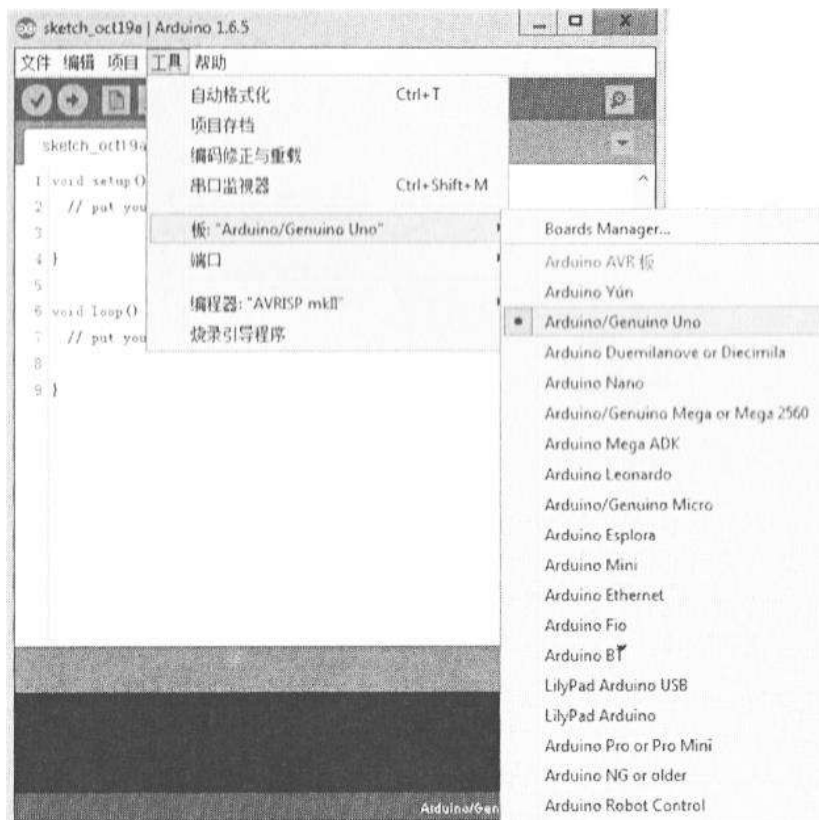 sketch_oct19a | Arduino 1.6.5
文件 编辑 项目 工具 帮助
自动格式化 Ctrl+T
项目存档
编码修正与重载
串口监视器 Ctrl+Shift+M
板: "Arduino/Genuino Uno"
端口
编程器: "AVRISP mkII"
烧录引导程序
sketch_oct19a
1 void setup()
2 // put you
3
4 }
5
6 void loop()
7 // put you
8
9 }
Boards Manager...
Arduino AVR 板
Arduino Yún
Arduino/Genuino Uno
Arduino Duemilanove or Diecimila
Arduino Nano
Arduino/Genuino Mega or Mega 2560
Arduino Mega ADK
Arduino Leonardo
Arduino/Genuino Micro
Arduino Esplora
Arduino Mini
Arduino Ethernet
Arduino Fio
Arduino BT
LilyPad Arduino USB
LilyPad Arduino
Arduino Pro or Pro Mini
Arduino NG or older
Arduino Robot Control
Arduino/Gen